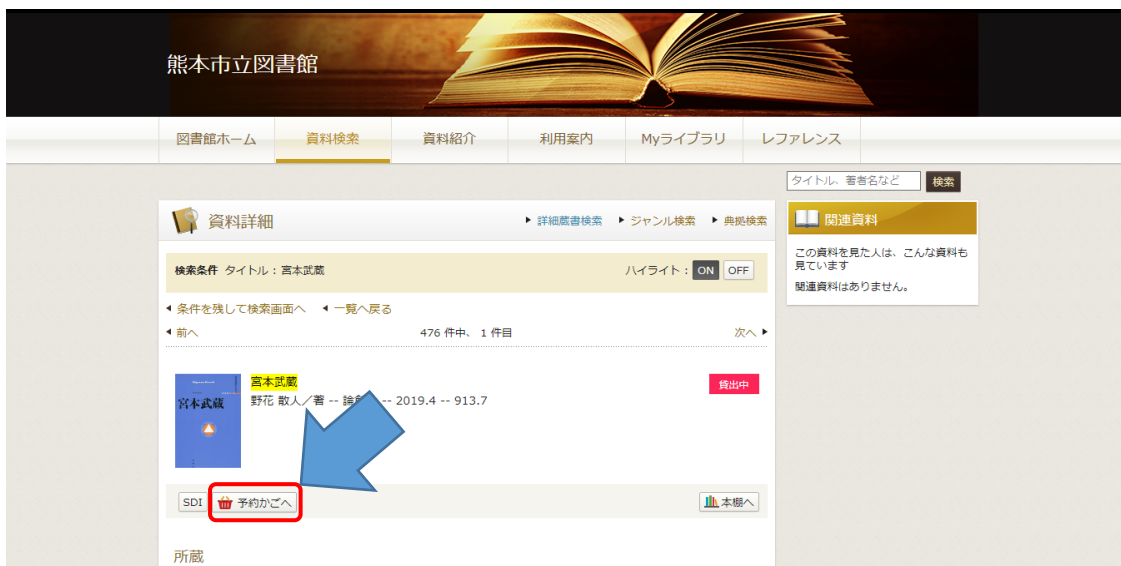 熊本市立図書館
図書館ホーム 資料検索 資料紹介 利用案内 Myライブラリ レファレンス
タイトル、著者名など 検索
資料詳細 ▶ 詳細蔵書検索 ▶ ジャンル検索 ▶ 典拠検索
関連資料
この資料を見た人は、こんな資料も
見ています
関連資料はありません。
検索条件 タイトル：宮本武蔵 ハイライト： ON OFF
◀ 条件を残して検索画面へ ◀ 一覧へ戻る
◀ 前へ 476 件中、 1 件目 次へ ▶
宮本武蔵 貸出中
野花 散人／著 -- -- 2019.4 -- 913.7
宮本武蔵
SDI 予約かごへ 本棚へ
所蔵